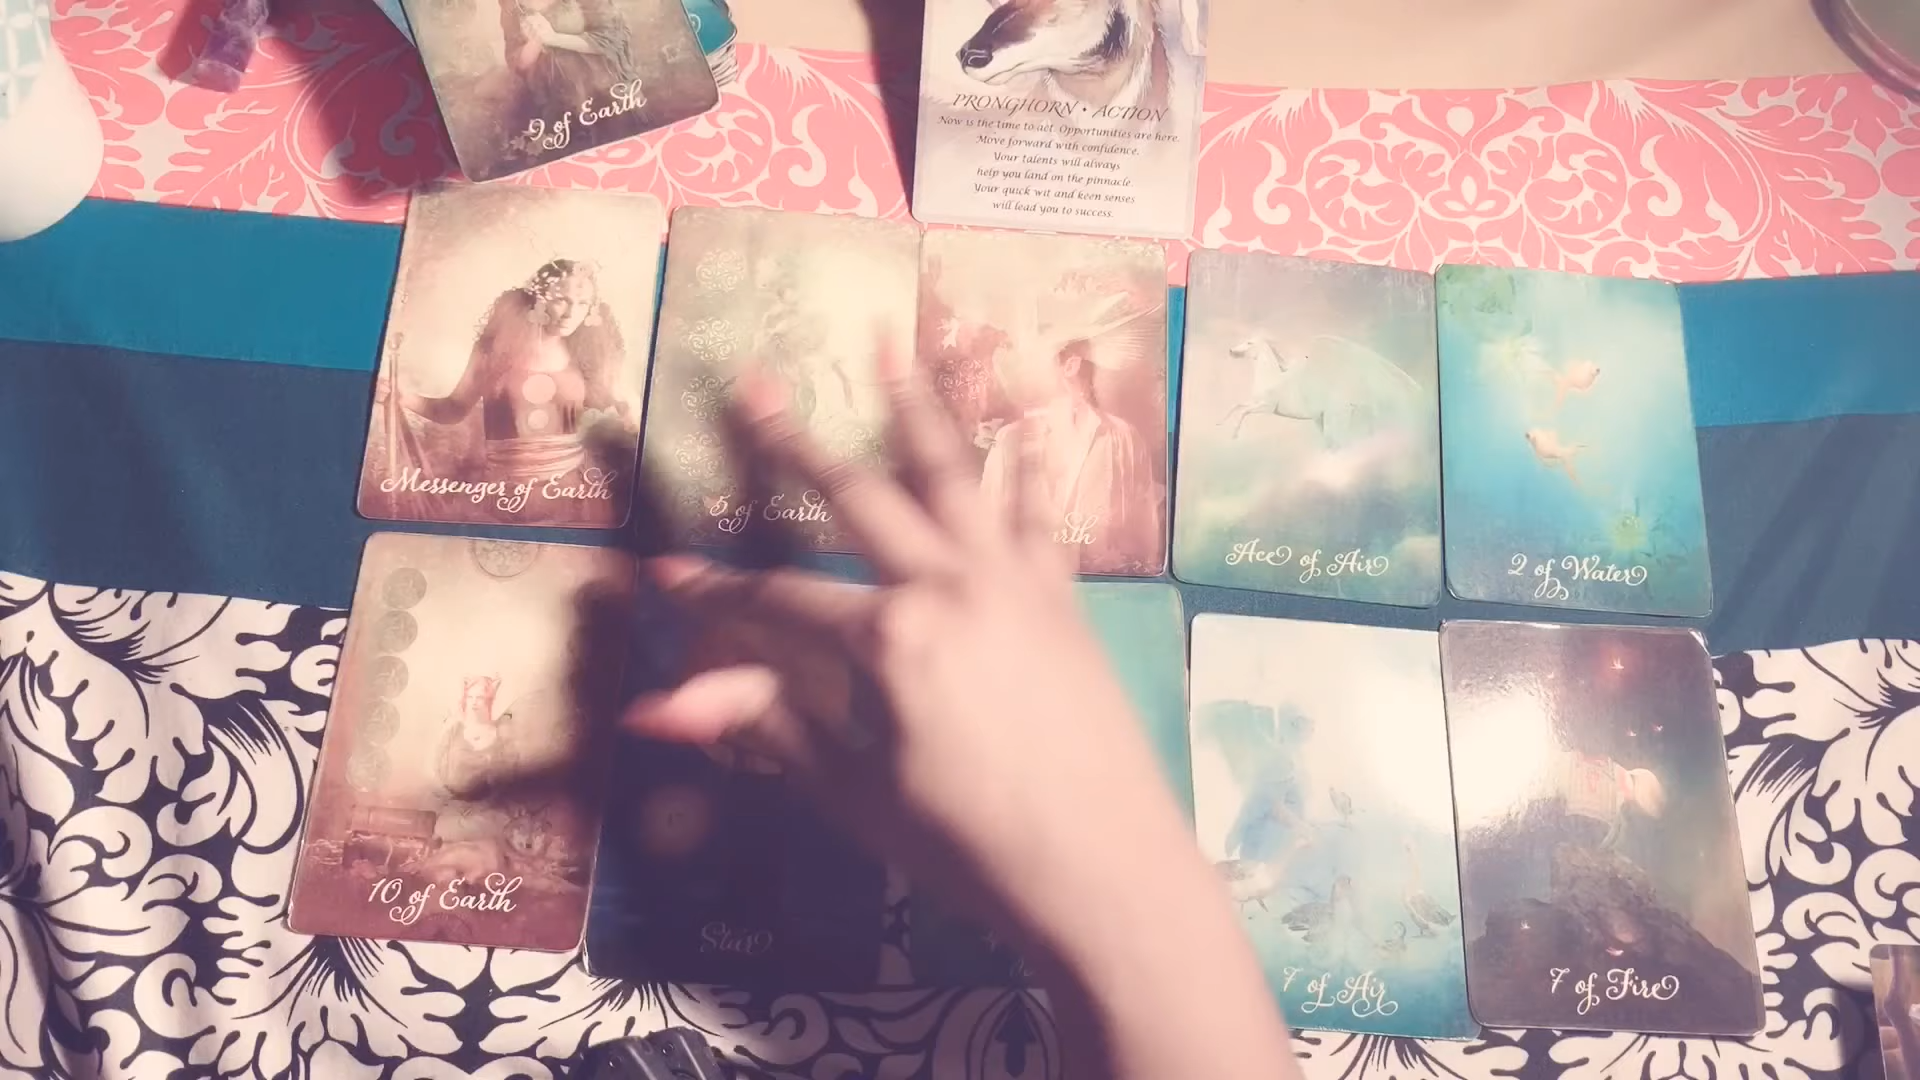 9 of Earth
PRONGHORN • ACTION
Now is the time to act. Opportunities are here.
Move forward with confidence.
Your talents will always
help you land on the pinnacle.
Your quick wit and keen senses
will lead you to success.
Messenger of Earth
5 of Earth
Ace of Air
2 of Water
10 of Earth
Star
7 of Air
7 of Fire